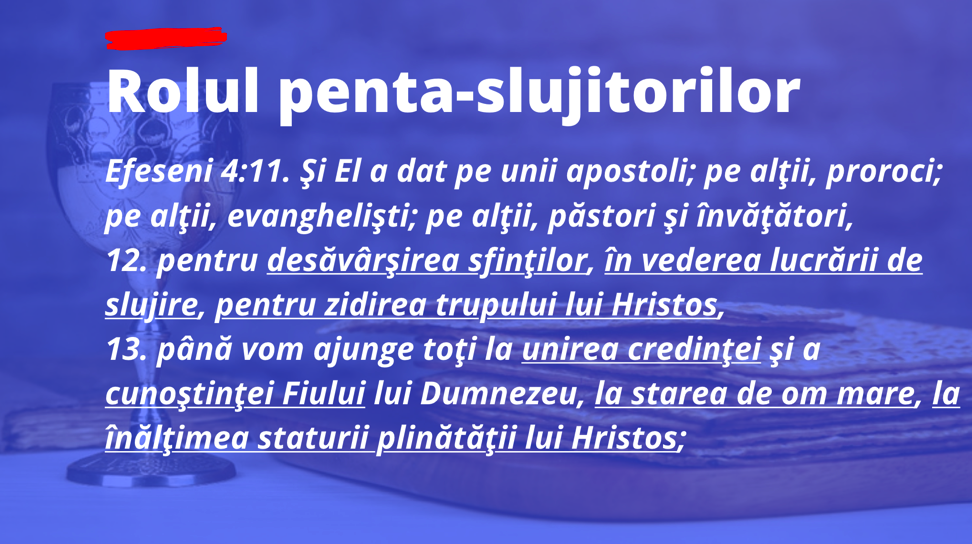 Rolul penta-slujitorilor
Efeseni 4:11. Şi El a dat pe unii apostoli; pe alţii, proroci;
pe alţii, evanghelişti; pe alţii, păstori şi învăţători,
12. pentru desăvârşirea sfinţilor, în vederea lucrării de
slujire, pentru zidirea trupului lui Hristos,
13. până vom ajunge toţi la unirea credinţei şi a
cunoştinţei Fiului lui Dumnezeu, la starea de om mare, la
înălţimea staturii plinătăţii lui Hristos;